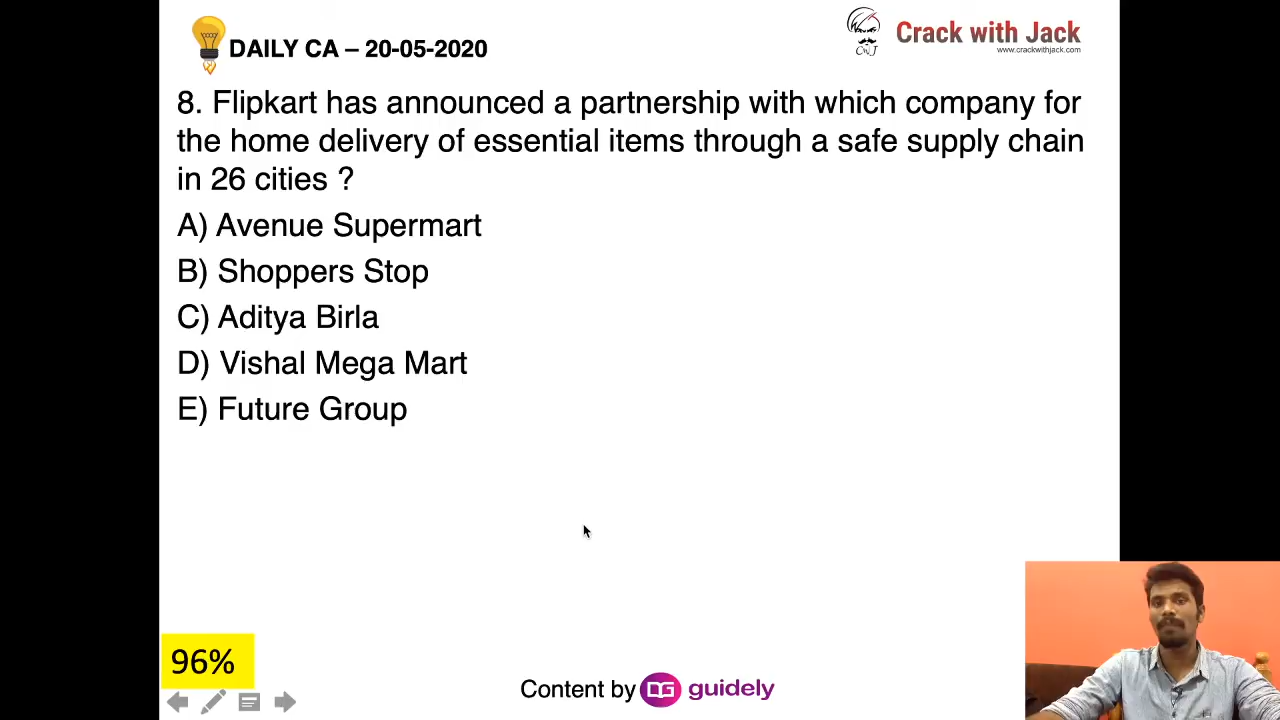 DAILY CA – 20-05-2020
Crack with Jack
www.crackwithjack.com
CWJ
8. Flipkart has announced a partnership with which company for
the home delivery of essential items through a safe supply chain
in 26 cities ?
A) Avenue Supermart
B) Shoppers Stop
C) Aditya Birla
D) Vishal Mega Mart
E) Future Group
96%
Content by guidely